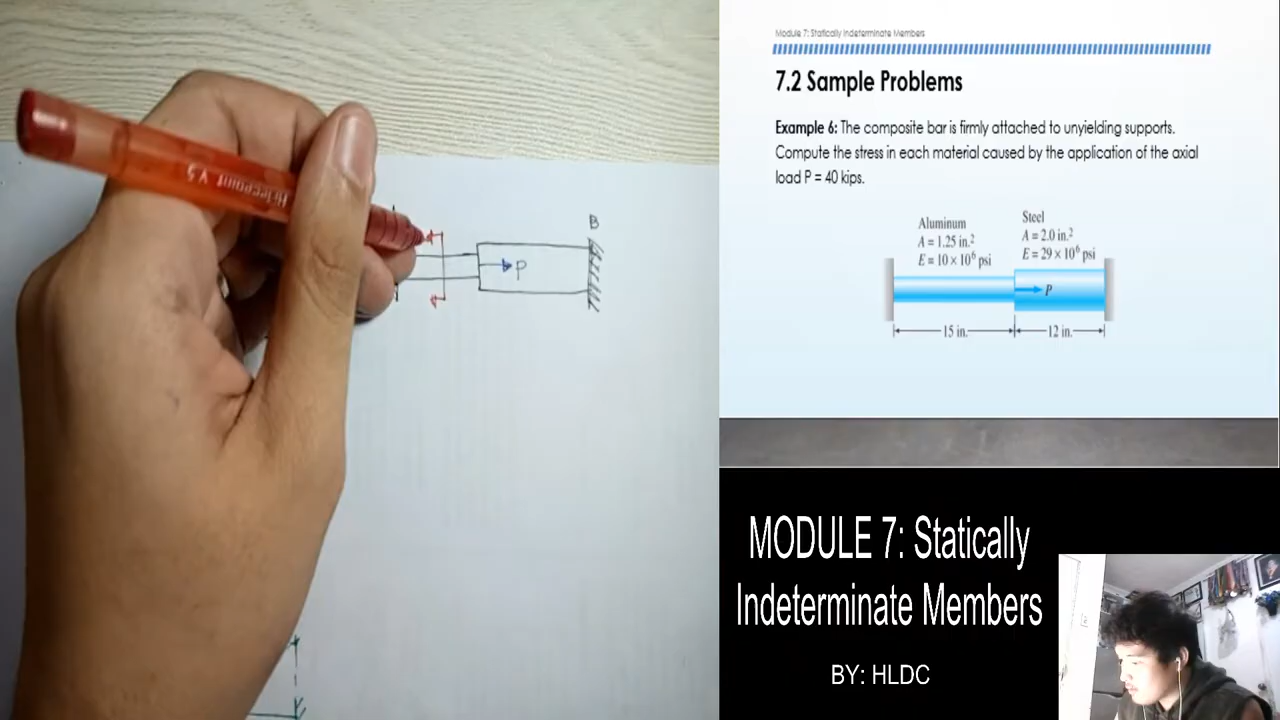 Hi-Tecpoint V5
B
P
Module 7: Statically Indeterminate Members
7.2 Sample Problems
Example 6: The composite bar is firmly attached to unyielding supports.
Compute the stress in each material caused by the application of the axial
load P = 40 kips.
Aluminum
A = 1.25 in.²
E = 10 × 10⁶ psi
Steel
A = 2.0 in.²
E = 29 × 10⁶ psi
P
15 in.
12 in.
MODULE 7: Statically
Indeterminate Members
BY: HLDC